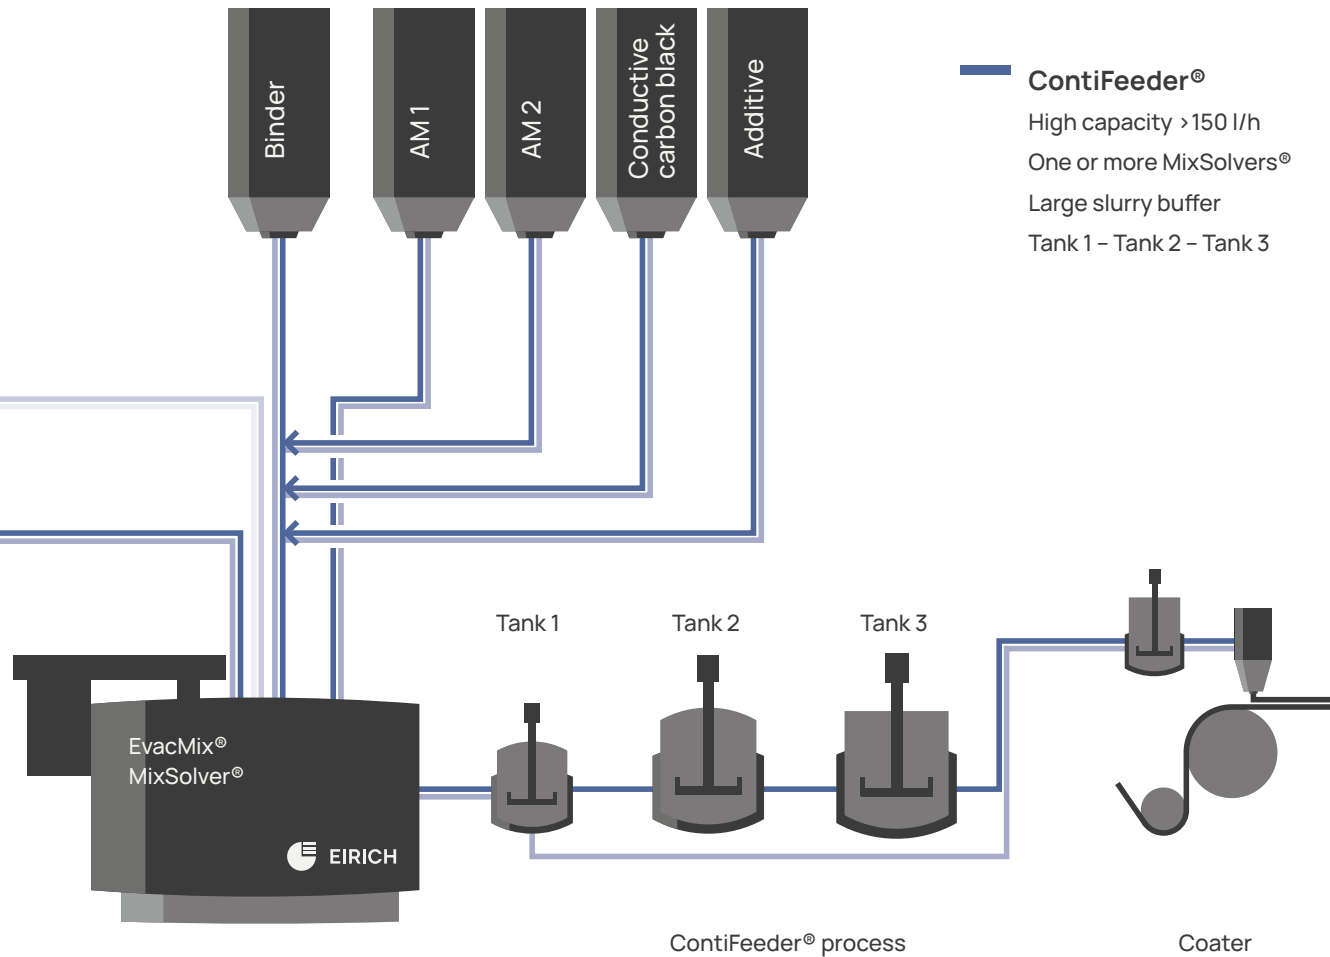 Binder
AM 1
AM 2
Conductive
carbon black
Additive
ContiFeeder®
High capacity >150 l/h
One or more MixSolvers®
Large slurry buffer
Tank 1 – Tank 2 – Tank 3
Tank 1
Tank 2
Tank 3
EvacMix®
MixSolver®
EIRICH
ContiFeeder® process
Coater